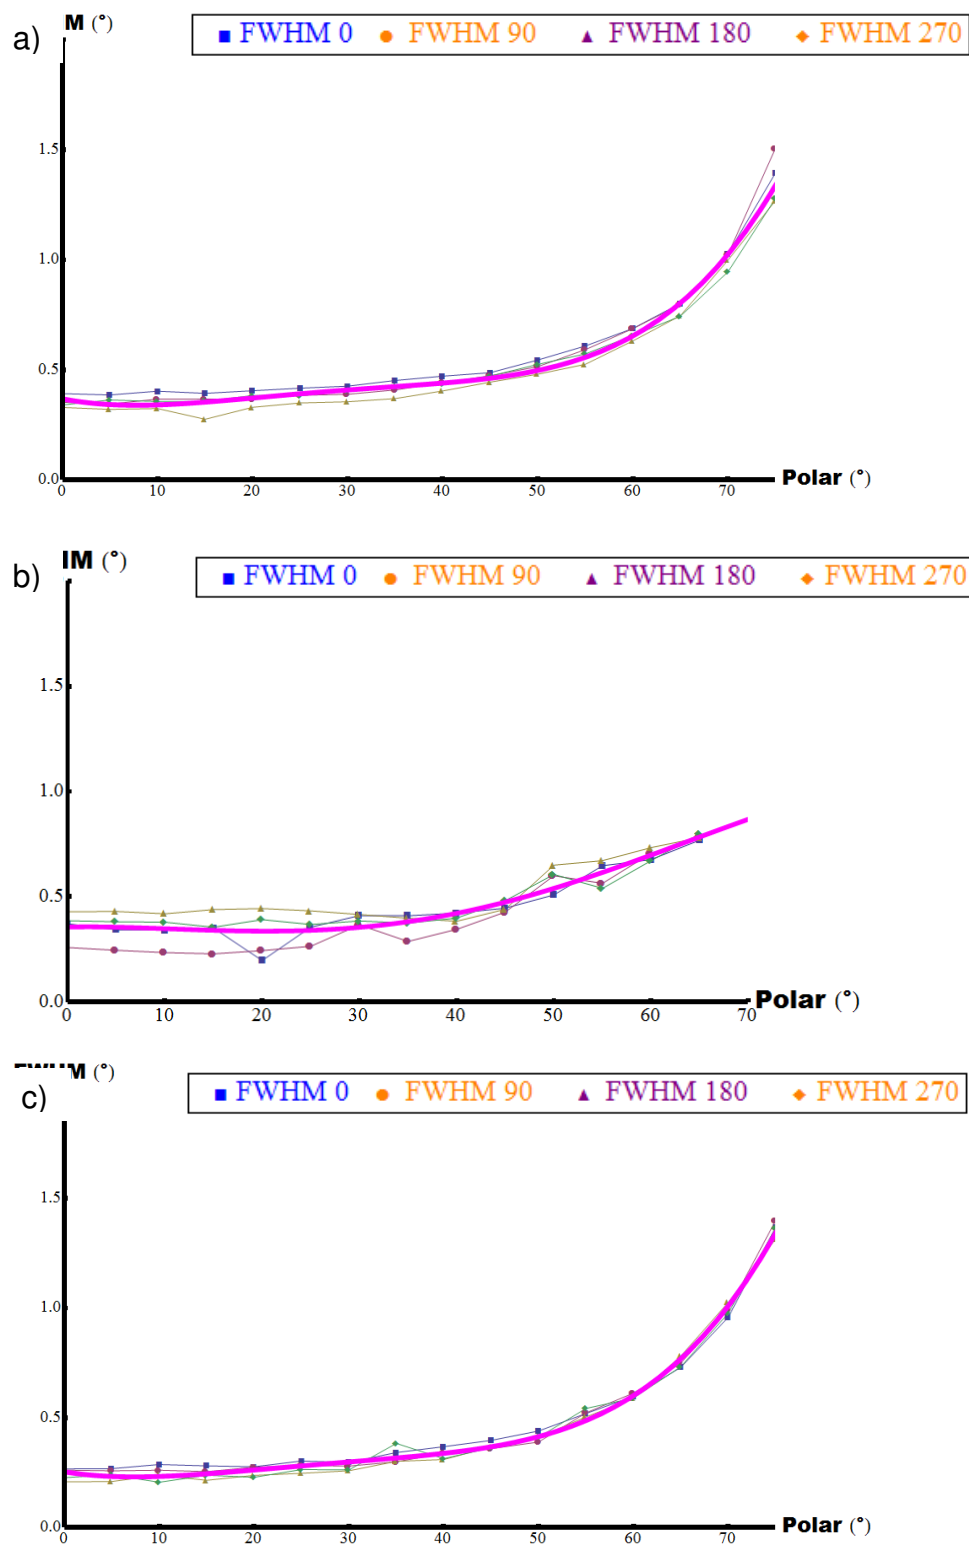 a) M (°)
■ FWHM 0 ● FWHM 90 ▲ FWHM 180 ◆ FWHM 270
1.5
1.0
0.5
0.0
0 10 20 30 40 50 60 70 Polar (°)
b) IM (°)
■ FWHM 0 ● FWHM 90 ▲ FWHM 180 ◆ FWHM 270
1.5
1.0
0.5
0.0
0 10 20 30 40 50 60 70 Polar (°)
FWHM (°)
c)
■ FWHM 0 ● FWHM 90 ▲ FWHM 180 ◆ FWHM 270
1.5
1.0
0.5
0.0
0 10 20 30 40 50 60 70 Polar (°)